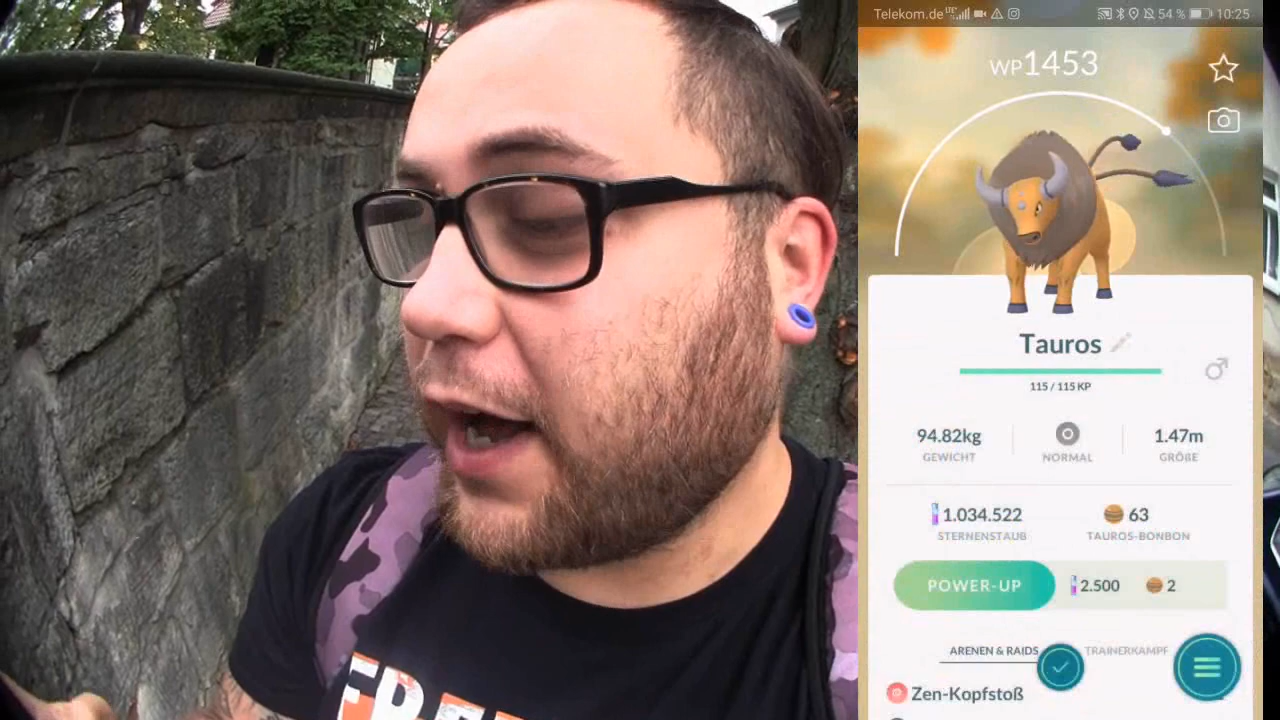 Telekom.de LTE 54 % 10:25
WP1453
Tauros
115 / 115 KP
94.82kg
GEWICHT
NORMAL
1.47m
GRÖßE
1.034.522
STERNENSTAUB
63
TAUROS-BONBON
POWER-UP 2.500 2
ARENEN & RAIDS TRAINERKAMPF
Zen-Kopfstoß